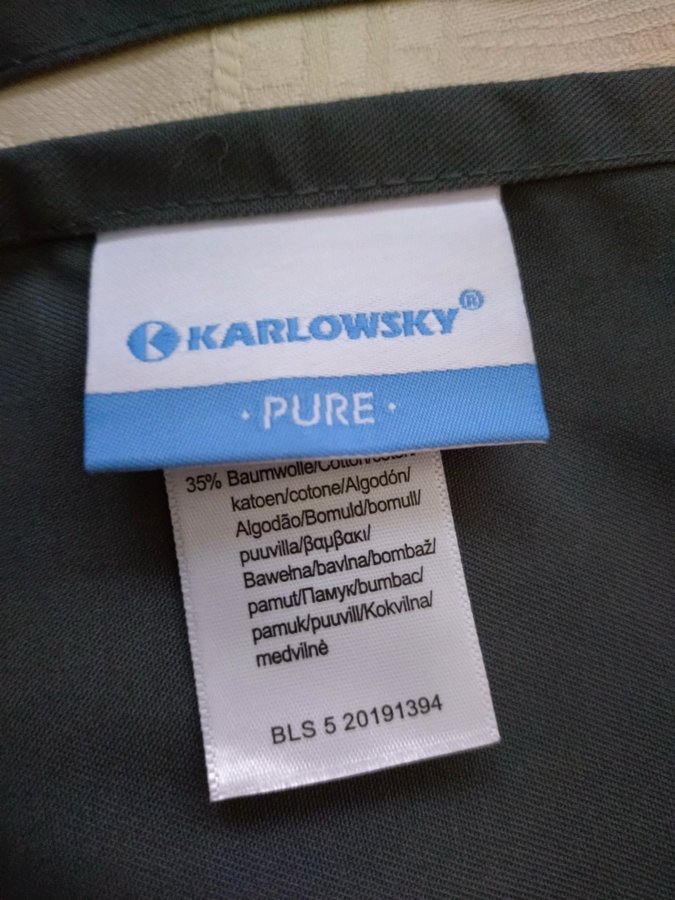 KARLOWSKY®
· PURE ·
35% Baumwolle/Cotton/coton/
katoen/cotone/Algodón/
Algodão/Bomuld/bomull/
puuvilla/βαμβακι/
Bawełna/bavlna/bombaž/
pamut/Памук/bumbac/
pamuk/puuvill/Kokvilna/
medvilnė
BLS 5 20191394